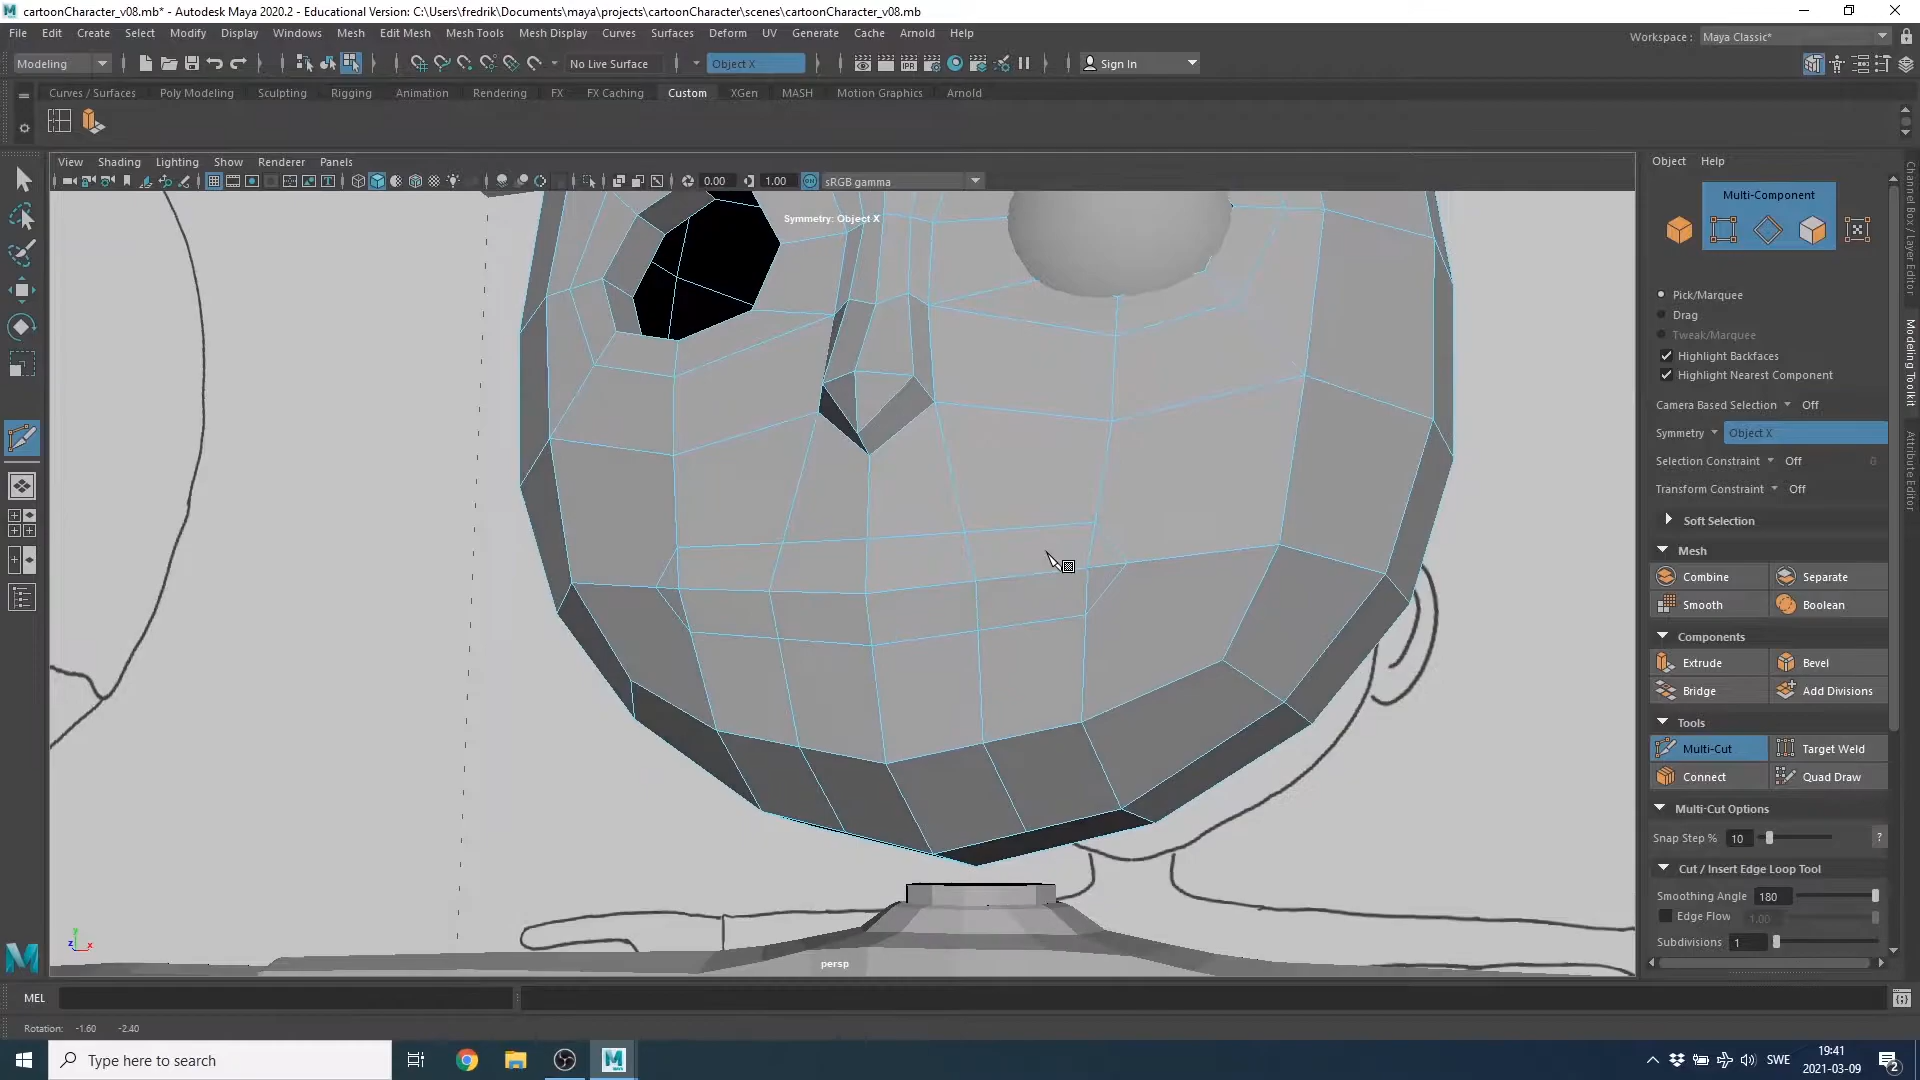 cartoonCharacter_v08.mb* - Autodesk Maya 2020.2 - Educational Version: C:\Users\fredrik\Documents\maya\projects\cartoonCharacter\scenes\cartoonCharacter_v08.mb
File Edit Create Select Modify Display Windows Mesh Edit Mesh Mesh Tools Mesh Display Curves Surfaces Deform UV Generate Cache Arnold Help
Workspace : Maya Classic*
Modeling No Live Surface Object X Sign In
Curves / Surfaces Poly Modeling Sculpting Rigging Animation Rendering FX FX Caching Custom XGen MASH Motion Graphics Arnold
View Shading Lighting Show Renderer Panels
0.00 1.00 sRGB gamma
Symmetry: Object X
persp
Object Help
Multi-Component
Pick/Marquee
Drag
Tweak/Marquee
Highlight Backfaces
Highlight Nearest Component
Camera Based Selection Off
Symmetry Object X
Selection Constraint Off 0
Transform Constraint Off
Soft Selection
Mesh
Combine Separate
Smooth Boolean
Components
Extrude Bevel
Bridge Add Divisions
Tools
Multi-Cut Target Weld
Connect Quad Draw
Multi-Cut Options
Snap Step % 10 ?
Cut / Insert Edge Loop Tool
Smoothing Angle 180
Edge Flow 1.00
Subdivisions 1
Channel Box / Layer Editor
Modeling Toolkit
Attribute Editor
MEL
Rotation: -1.60 -2.40
Type here to search
SWE
19:41
2021-03-09
2